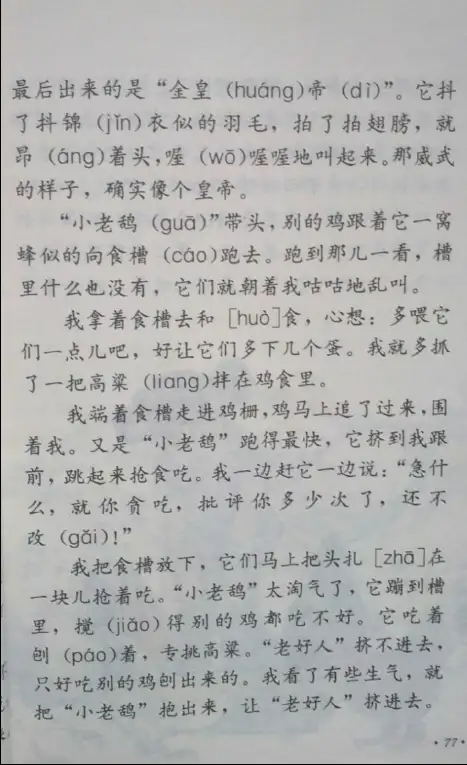 最后出来的是“金皇（huáng)帝（dì)”。它抖
了抖锦（jǐn)衣似的羽毛，拍了拍翅膀，就
昂（áng)着头，喔（wō)喔喔地叫起来。那威武
的样子，确实像个皇帝。
“小老鸹（guā)”带头，别的鸡跟着它一窝
蜂似的向食槽（cáo)跑去。跑到那儿一看，槽
里什么也没有，它们就朝着我咕咕地乱叫。
我拿着食槽去和［huò]食，心想：多喂它
们一点儿吧，好让它们多下几个蛋。我就多抓
了一把高粱（liang)拌在鸡食里。
我端着食槽走进鸡栅，鸡马上追了过来，围
着我。又是“小老鸹”跑得最快，它挤到我跟
前，跳起来抢食吃。我一边赶它一边说：“急什
么，就你贪吃，批评你多少次了，还不
改（gǎi)！”
我把食槽放下，它们马上把头扎［zhā]在
一块儿抢着吃。“小老鸹”太淘气了，它蹦到槽
里，搅（jiǎo)得别的鸡都吃不好。它吃着
刨（páo)着，专挑高粱。“老好人”挤不进去，
只好吃别的鸡刨出来的。我看了有些生气，就
把“小老鸹”抱出来，让“老好人”挤进去。
·77·